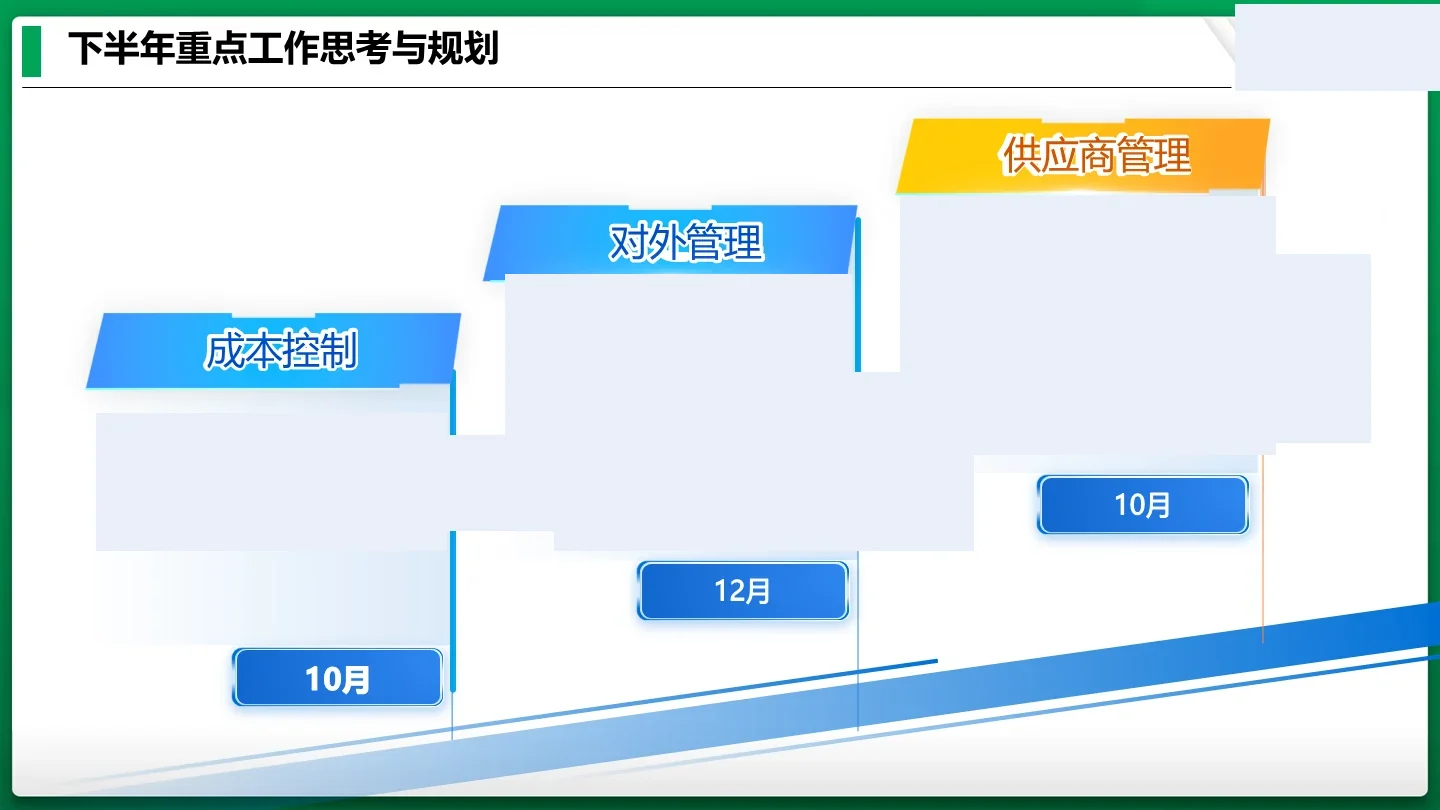 下半年重点工作思考与规划
供应商管理
对外管理
成本控制
10月
12月
10月